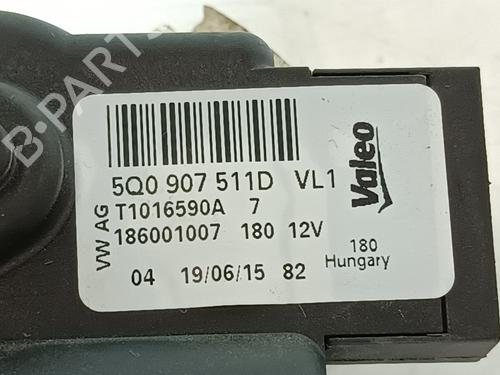 5Q0 907 511D VL1
VW AG
T1016590A 7
186001007 180 12V
04 19/06/15 82
Valeo
180
Hungary
B-PARTS